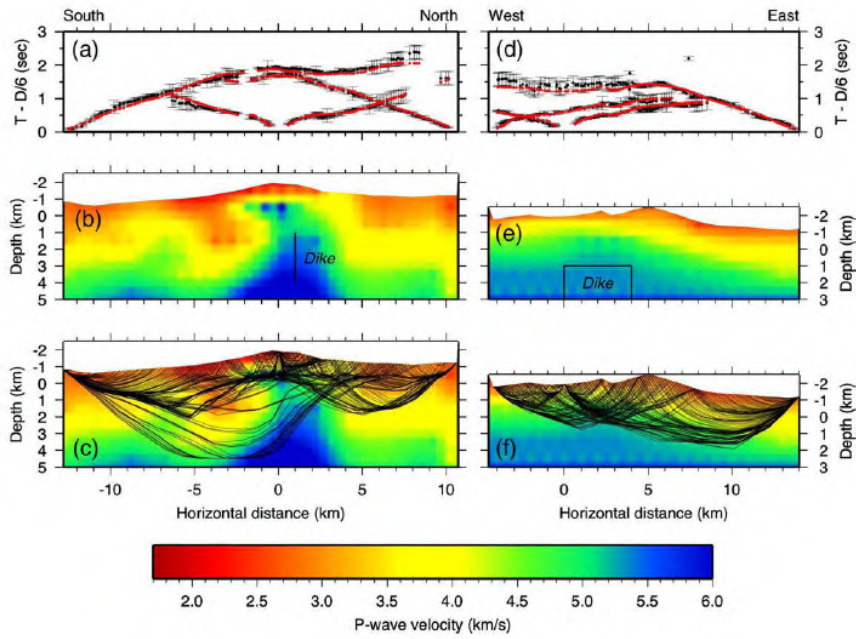 South North West East
(a) (d)
T - D/6 (sec) 3 2 1 0 3 2 1 0 T - D/6 (sec)
(b) (e)
Depth (km) -2 -1 0 1 2 3 4 5 Dike Dike -2 -1 0 1 2 3 Depth (km)
(c) (f)
Depth (km) -2 -1 0 1 2 3 4 5 -2 -1 0 1 2 3 Depth (km)
-10 -5 0 5 10 0 5 10
Horizontal distance (km) Horizontal distance (km)
2.0 2.5 3.0 3.5 4.0 4.5 5.0 5.5 6.0
P-wave velocity (km/s)